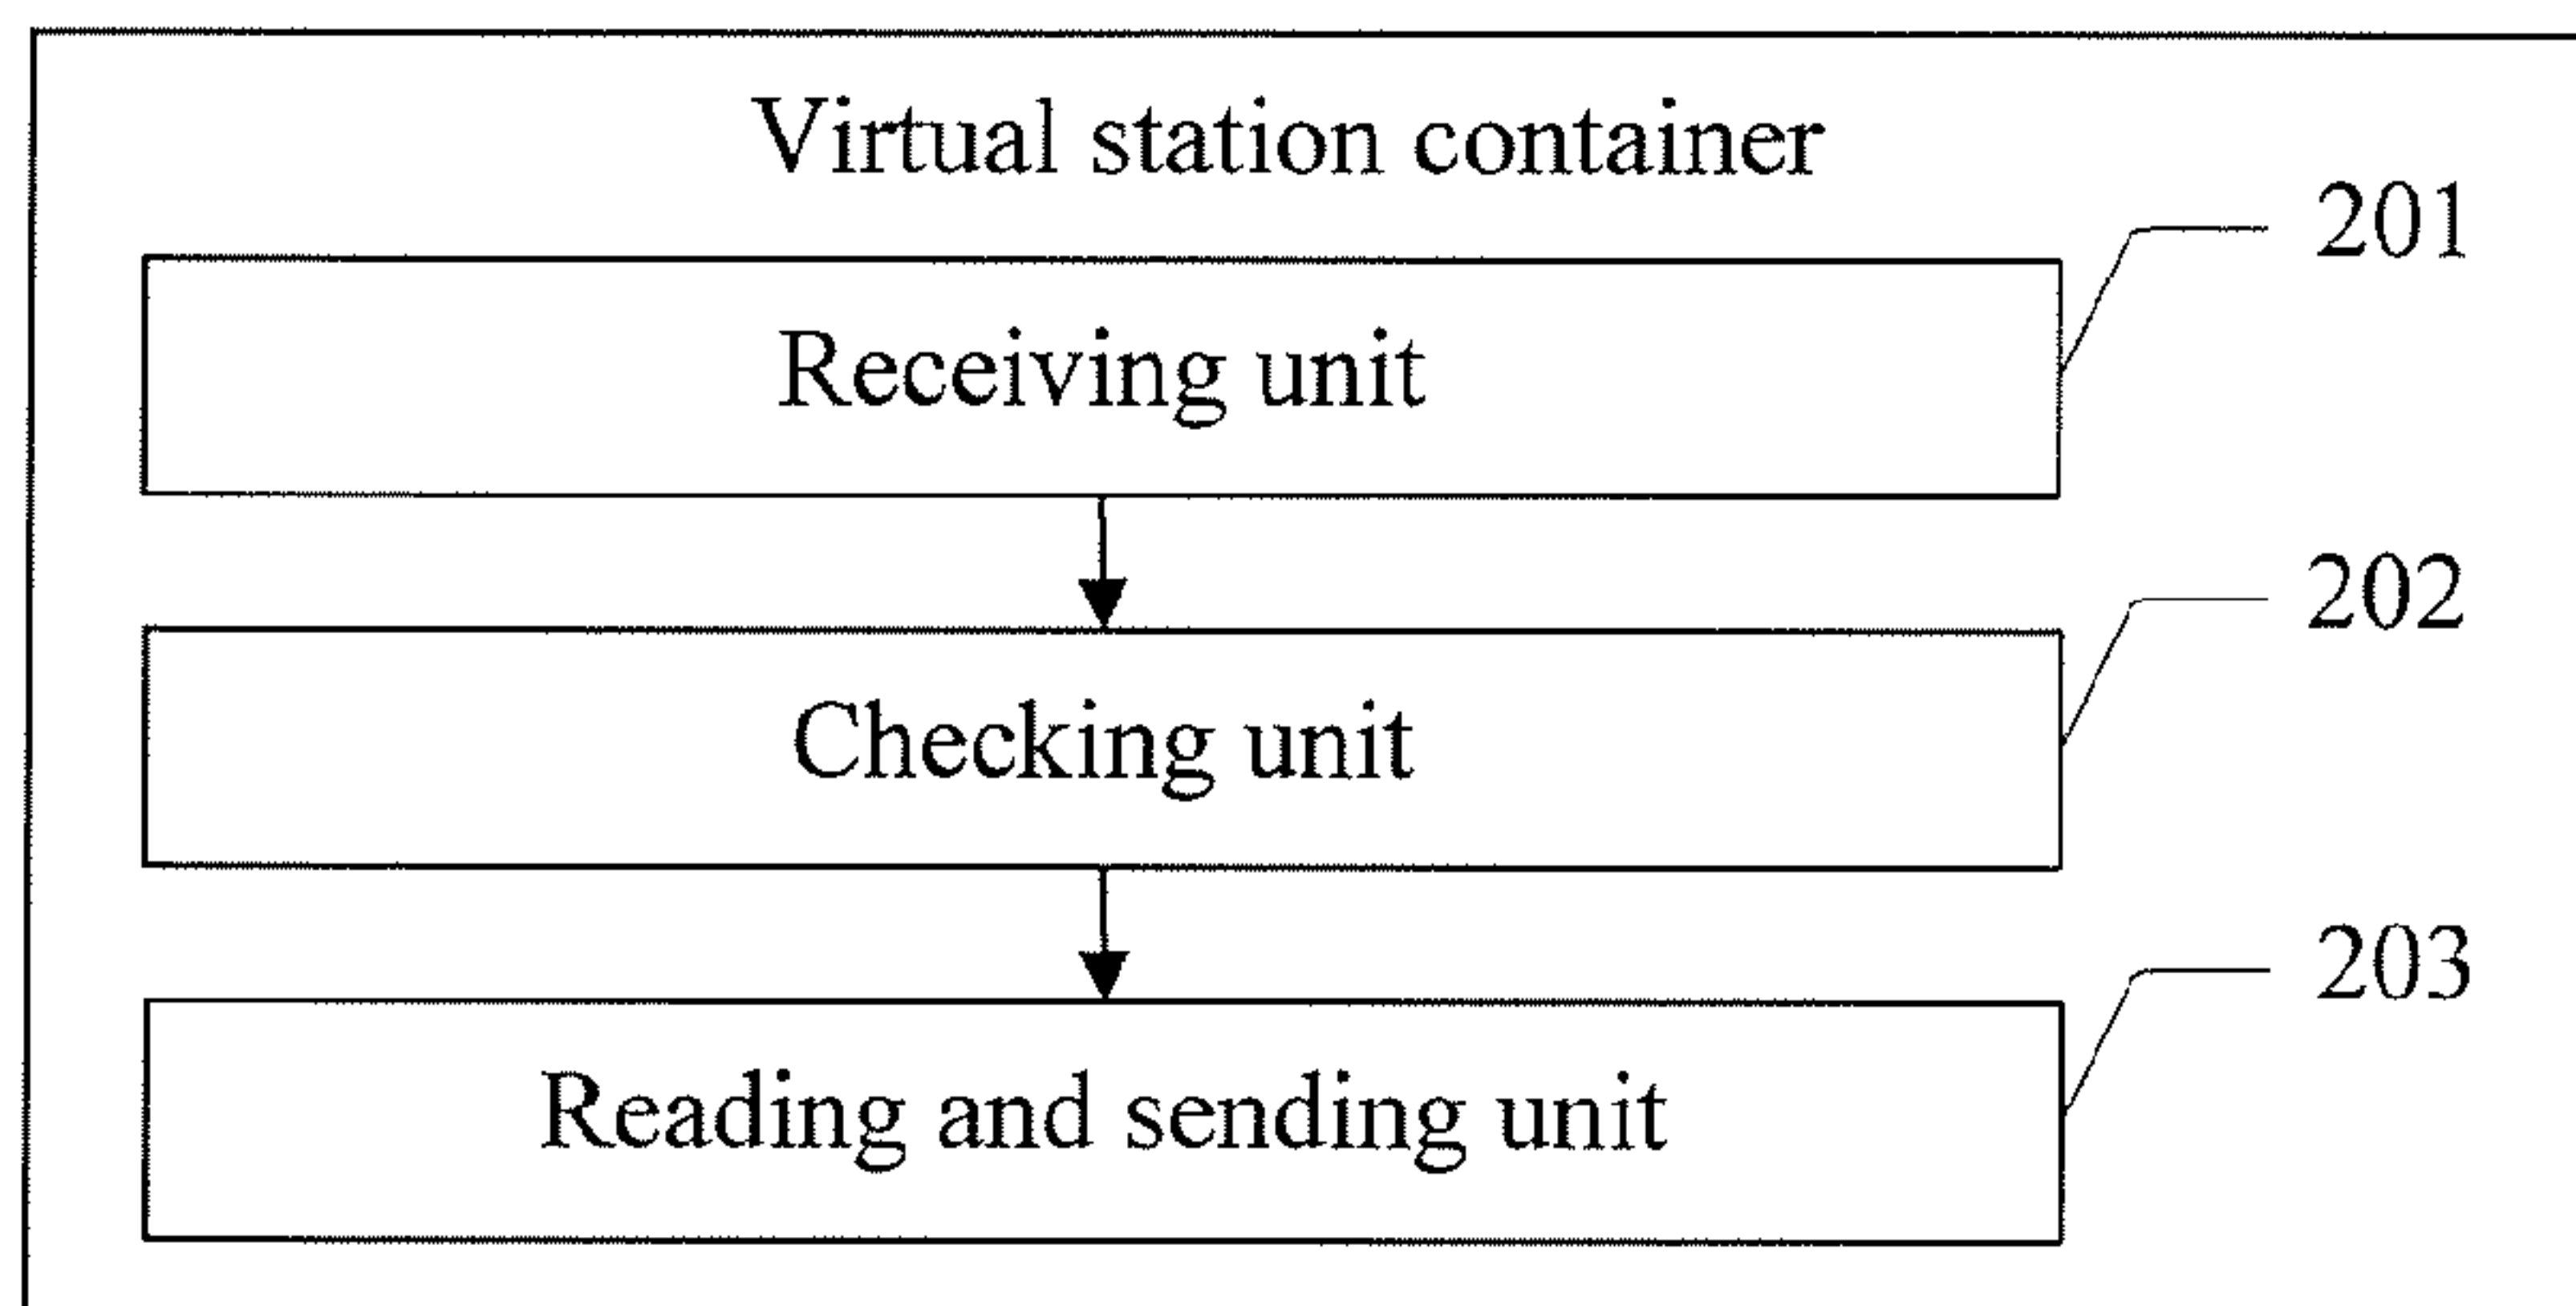 Virtual station container
201
Receiving unit
202
Checking unit
203
Reading and sending unit